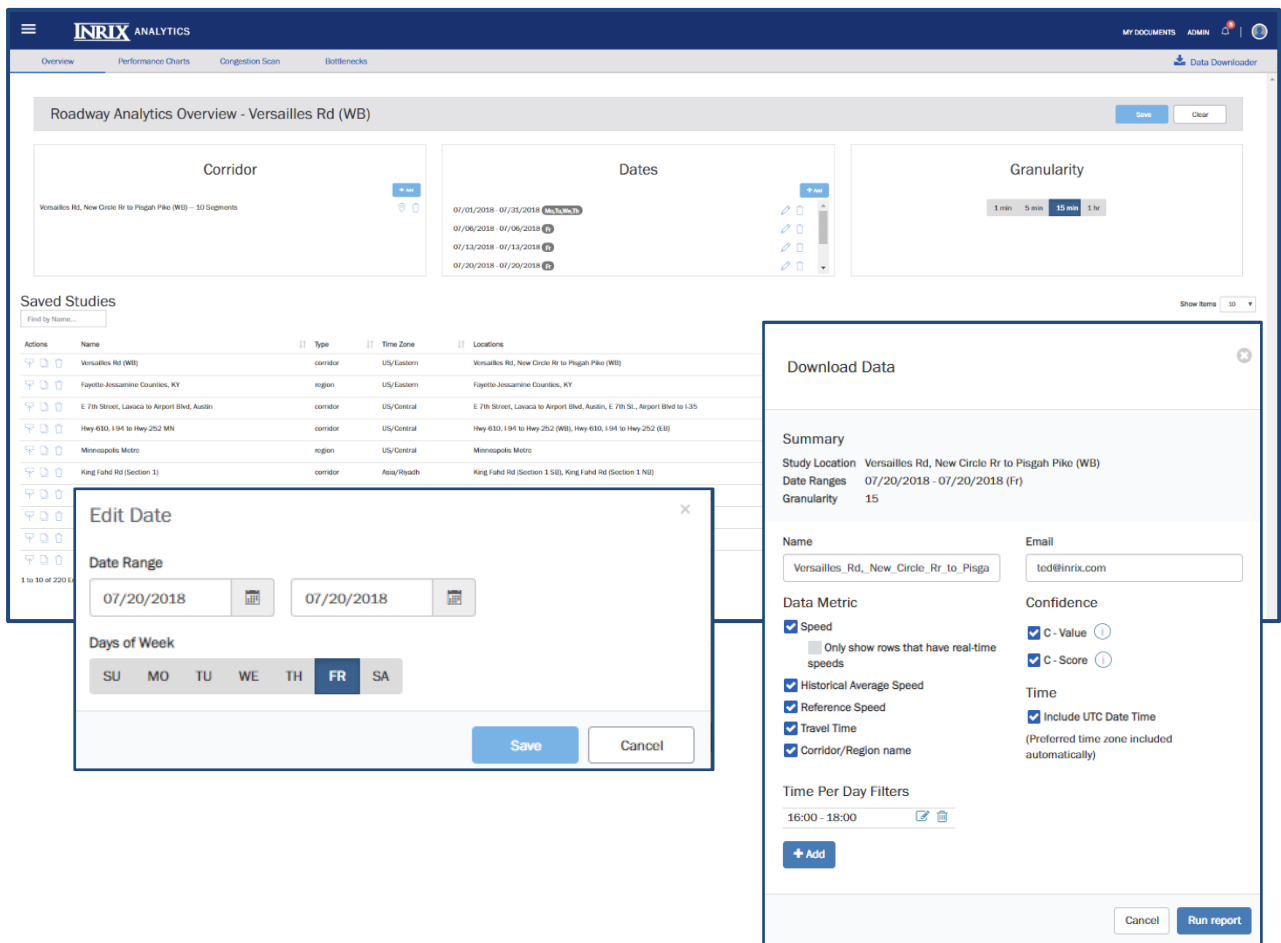 INRIX ANALYTICS
MY DOCUMENTS ADMIN
Overview Performance Charts Congestion Scan Bottlenecks Data Downloader
Roadway Analytics Overview - Versailles Rd (WB) Save Clear
Corridor Dates Granularity
+ Add + Add
Versailles Rd, New Circle Rr to Pisgah Pike (WB) -- 10 Segments
07/01/2018 - 07/31/2018 Mo,Tu,We,Th
07/06/2018 - 07/06/2018 Fr
07/13/2018 - 07/13/2018 Fr
07/20/2018 - 07/20/2018 Fr
1 min 5 min 15 min 1 hr
Saved Studies
Find by Name...
Show Items 10
Actions Name Type Time Zone Locations
Versailles Rd (WB) corridor US/Eastern Versailles Rd, New Circle Rr to Pisgah Pike (WB)
Fayette-Jessamine Counties, KY region US/Eastern Fayette-Jessamine Counties, KY
E 7th Street, Lavaca to Airport Blvd, Austin corridor US/Central E 7th Street, Lavaca to Airport Blvd, Austin, E 7th St., Airport Blvd to I-35
Hwy-610, I-94 to Hwy-252 MN corridor US/Central Hwy-610, I-94 to Hwy-252 (WB), Hwy-610, I-94 to Hwy-252 (EB)
Minneapolis Metro region US/Central Minneapolis Metro
King Fahd Rd (Section 1) corridor Asia/Riyadh King Fahd Rd (Section 1 SB), King Fahd Rd (Section 1 NB)
1 to 10 of 220
Edit Date
Date Range
07/20/2018 07/20/2018
Days of Week
SU MO TU WE TH FR SA
Save Cancel
Download Data
Summary
Study Location Versailles Rd, New Circle Rr to Pisgah Pike (WB)
Date Ranges 07/20/2018 - 07/20/2018 (Fr)
Granularity 15
Name Email
Versailles_Rd,_New_Circle_Rr_to_Pisga ted@inrix.com
Data Metric Confidence
Speed
Only show rows that have real-time
speeds
Historical Average Speed
Reference Speed
Travel Time
Corridor/Region name
C - Value
C - Score
Time
Include UTC Date Time
(Preferred time zone included
automatically)
Time Per Day Filters
16:00 - 18:00
+ Add
Cancel Run report